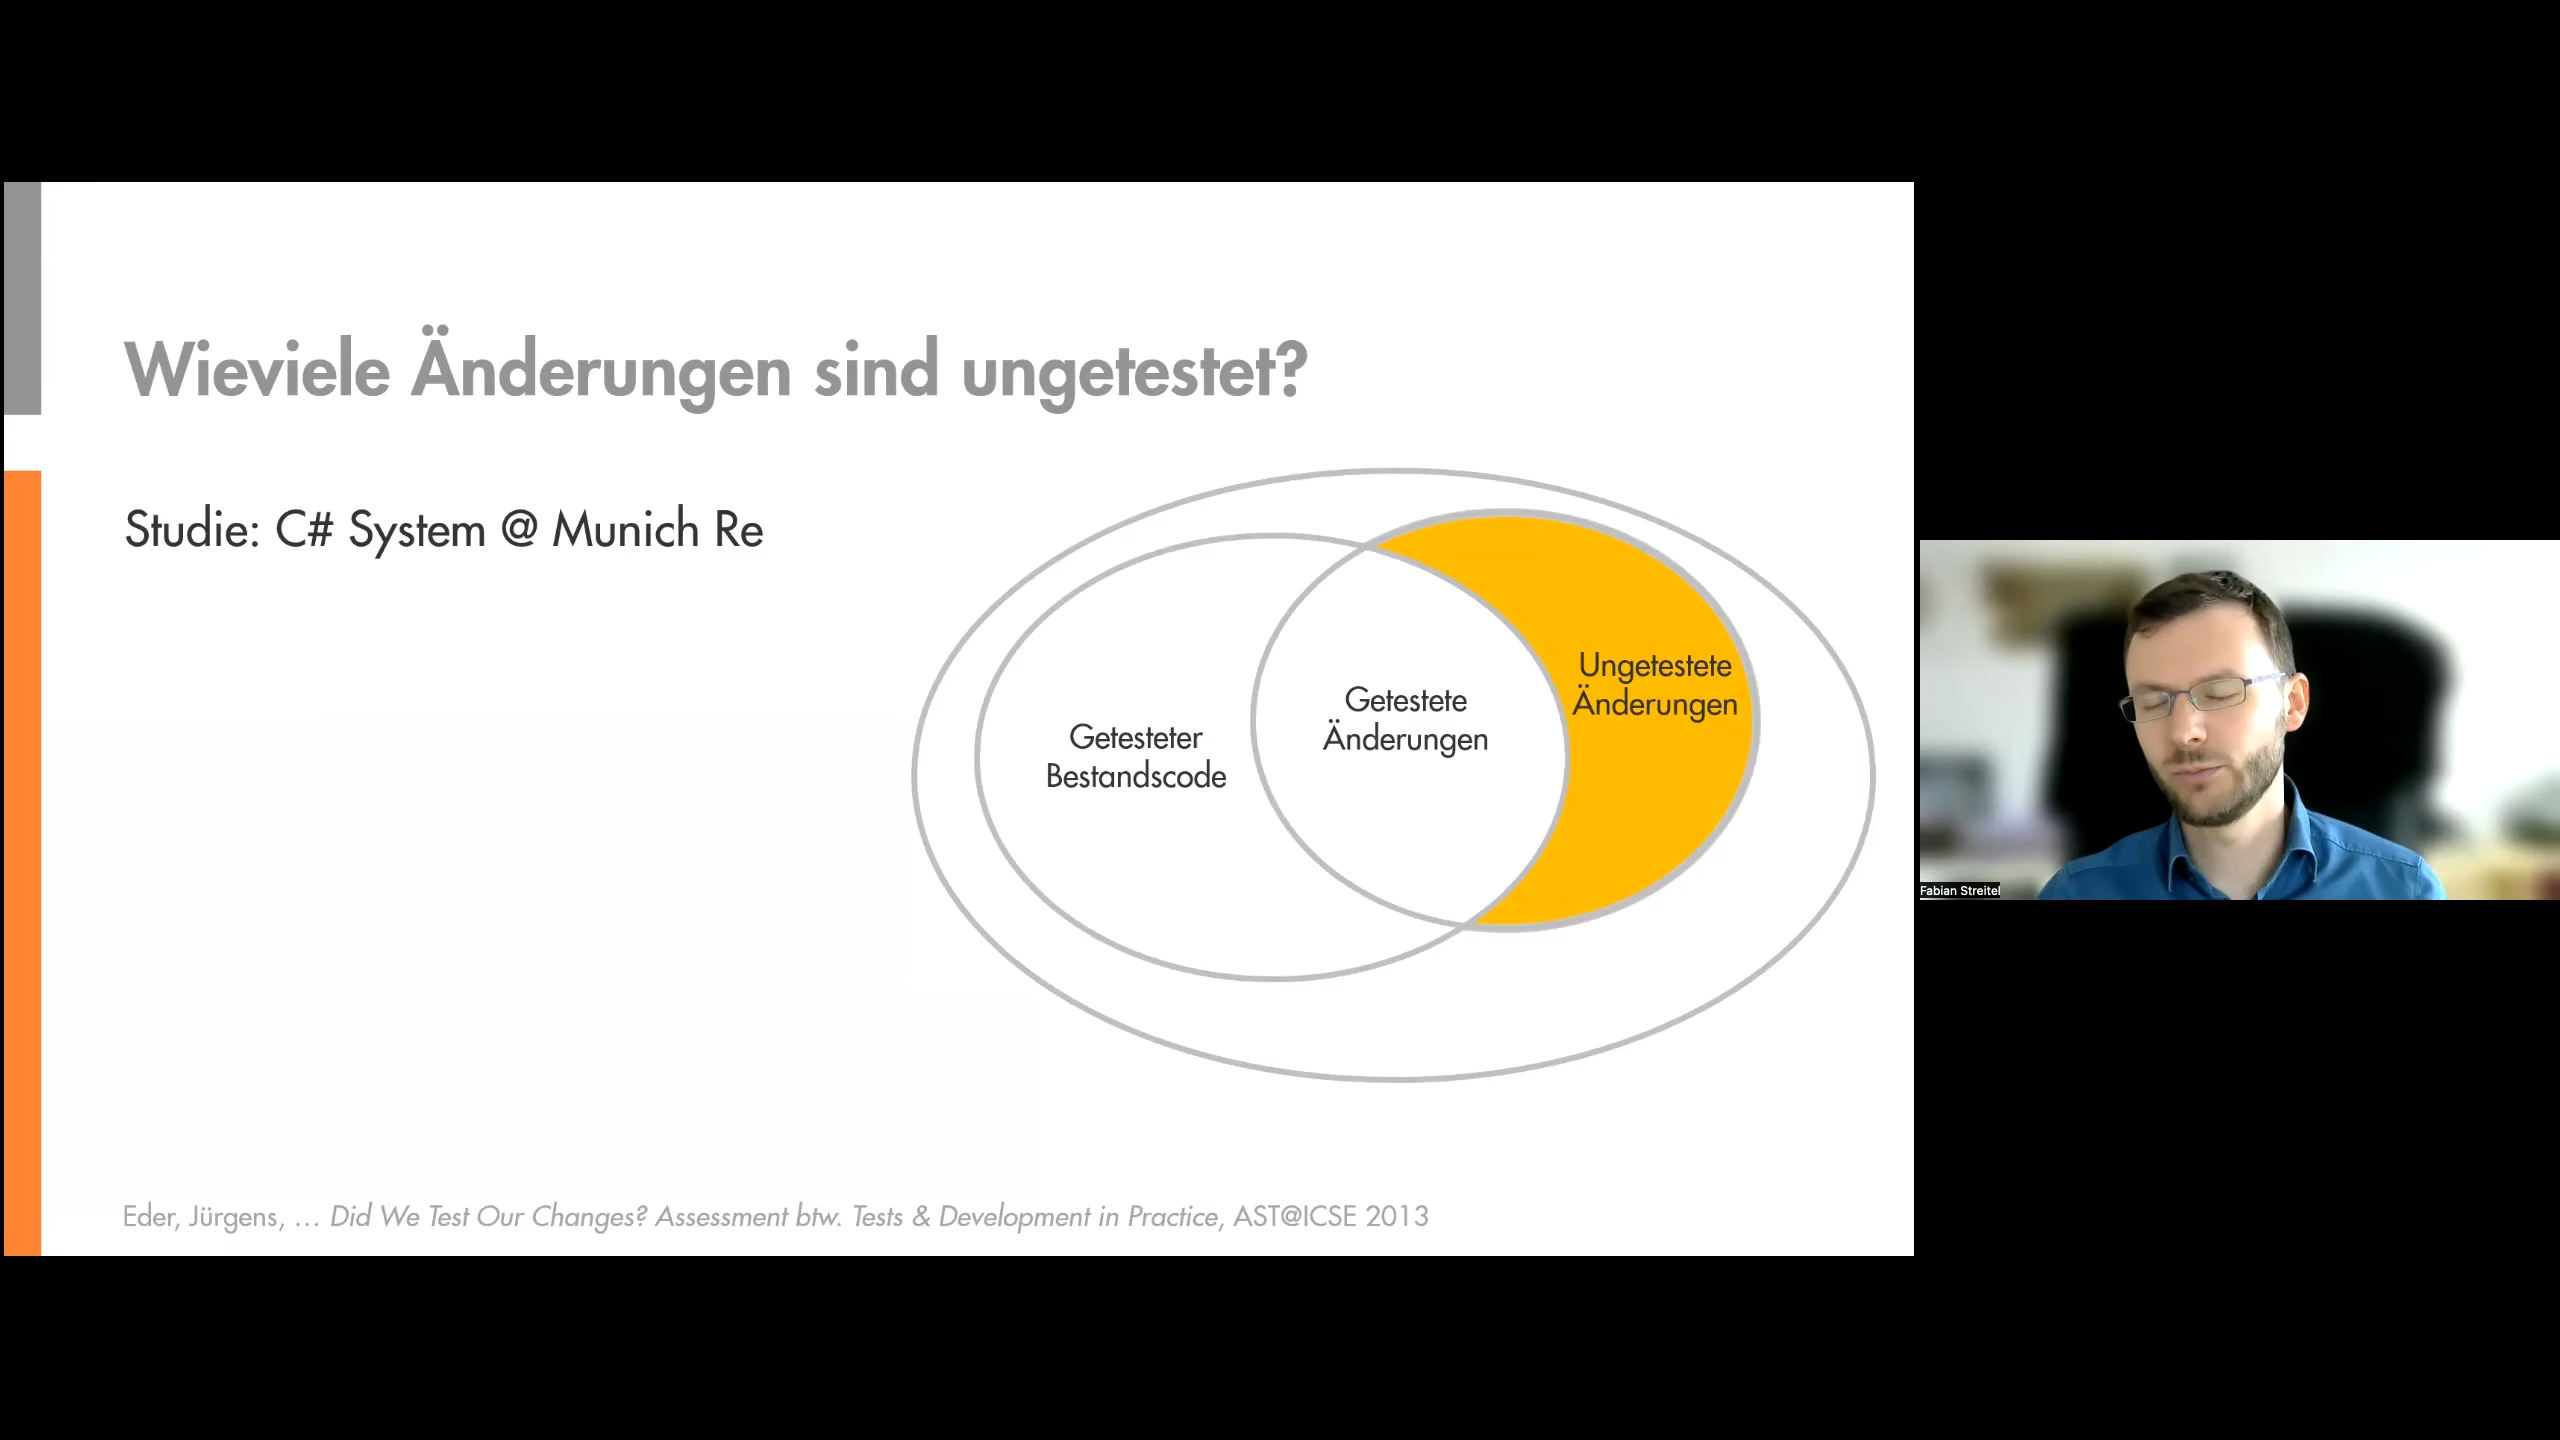 Wieviele Änderungen sind ungetestet?
Studie: C# System @ Munich Re
Getesteter
Bestandscode
Getestete
Änderungen
Ungetestete
Änderungen
Eder, Jürgens, … Did We Test Our Changes? Assessment btw. Tests & Development in Practice, AST@ICSE 2013
Fabian Streitel